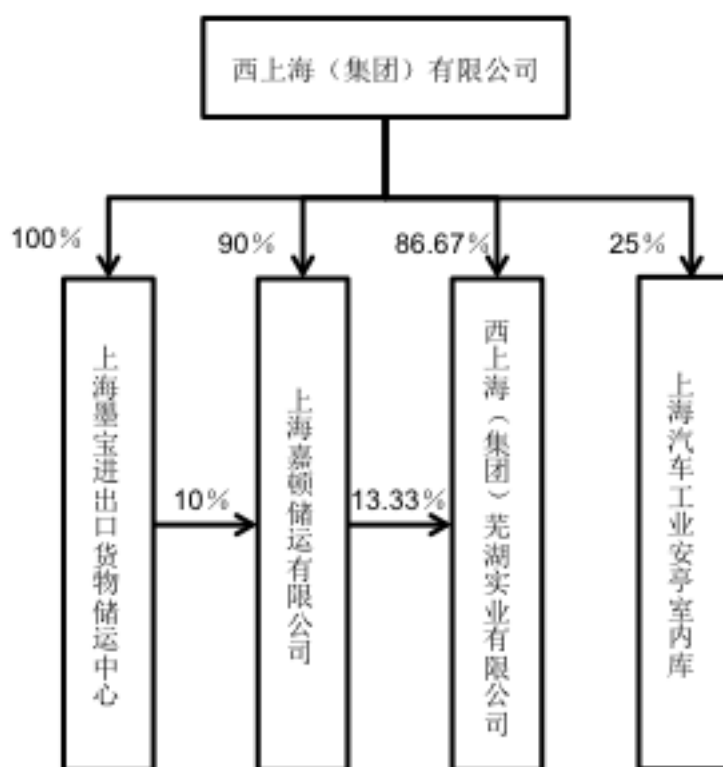 西上海（集团）有限公司
100%
90%
86.67%
25%
上海墨宝进出口货物储运中心
10%
上海嘉顿储运有限公司
13.33%
西上海（集团）芜湖实业有限公司
上海汽车工业安亭室内库